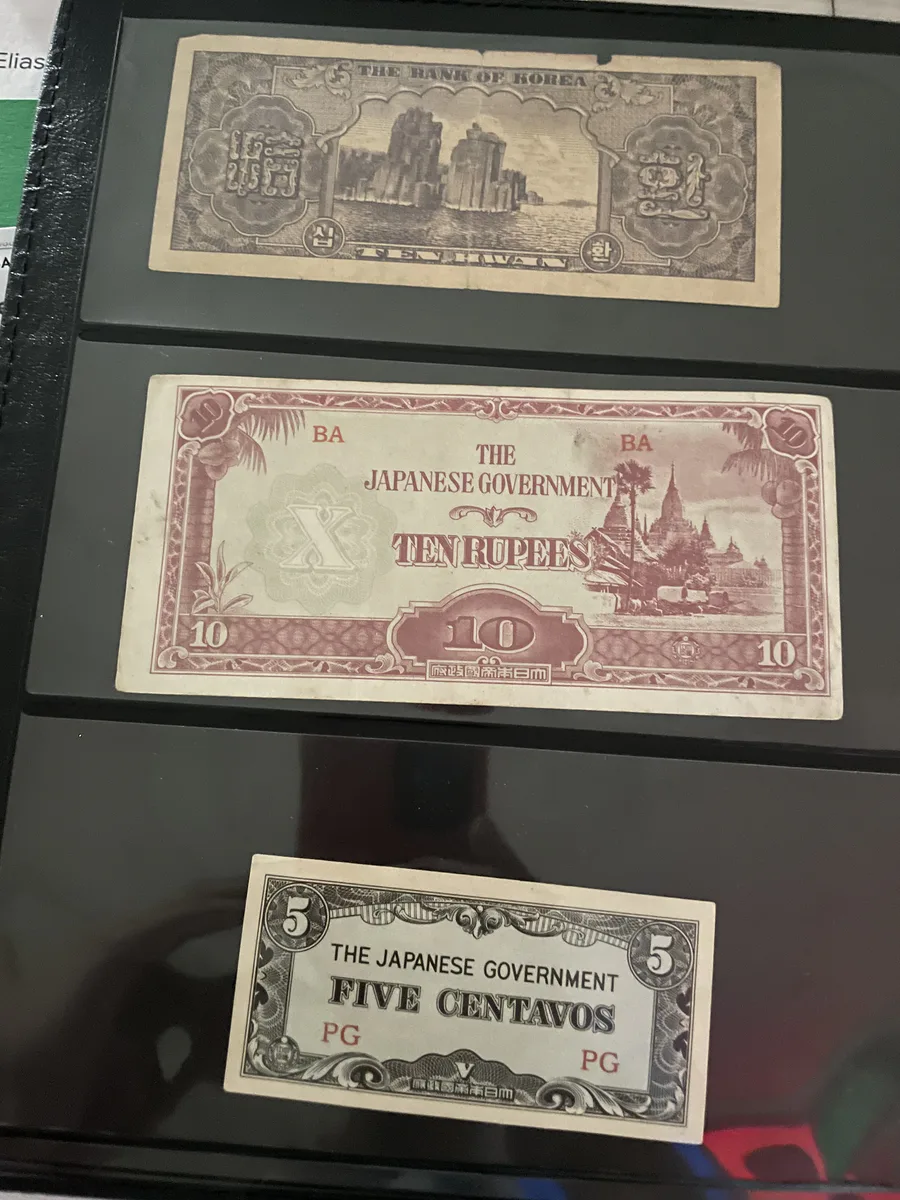 Elias
THE BANK OF KOREA
십 TEN HWAN 환
10 10
BA BA
THE
JAPANESE GOVERNMENT
X
TEN RUPEES
10 10 10
府政國帝本日大
5 5
THE JAPANESE GOVERNMENT
FIVE CENTAVOS
PG
PG
V
府政國帝本日大